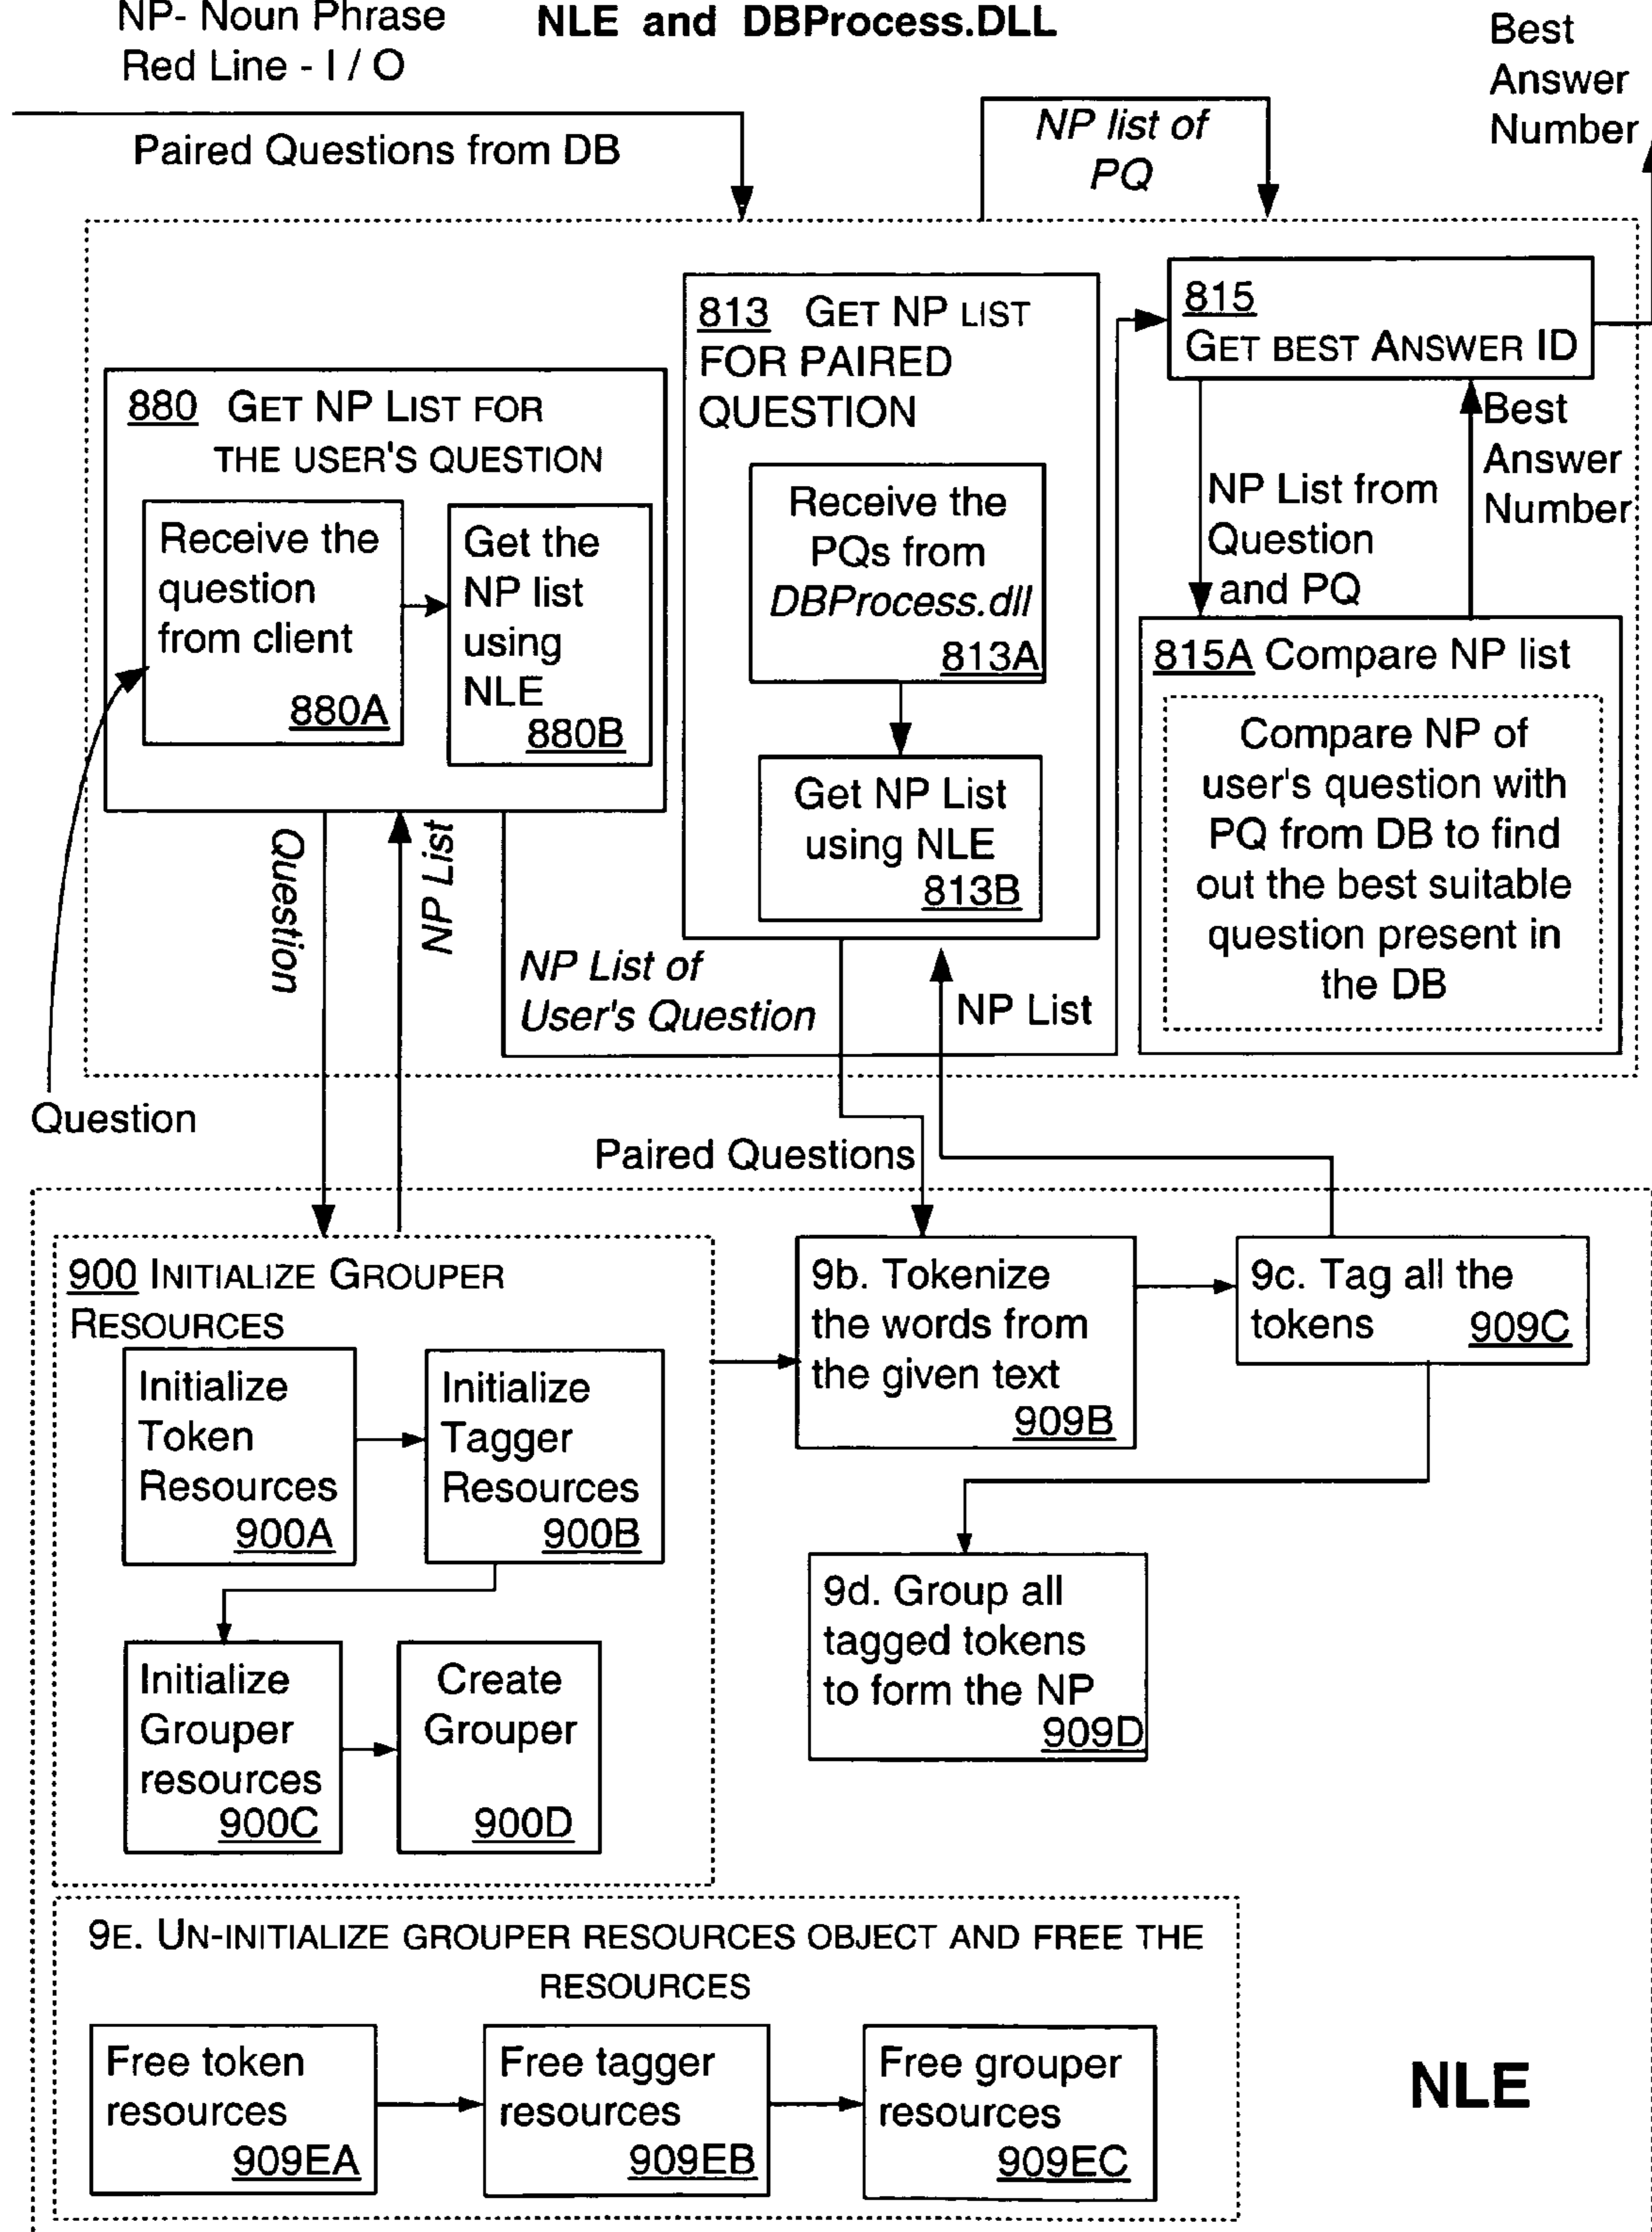 NP- Noun Phrase
Red Line - I / O
NLE and DBProcess.DLL
Best
Answer
Number
Paired Questions from DB
NP list of
PQ
880 GET NP LIST FOR
THE USER'S QUESTION
Receive the
question
from client
880A
Get the
NP list
using
NLE
880B
813 GET NP LIST
FOR PAIRED
QUESTION
Receive the
PQs from
DBProcess.dll
813A
Get NP List
using NLE
813B
815
GET BEST ANSWER ID
NP List from
Question
and PQ
Best
Answer
Number
815A Compare NP list
Compare NP of
user's question with
PQ from DB to find
out the best suitable
question present in
the DB
Question
NP List
NP List of
User's Question
NP List
Question
Paired Questions
900 INITIALIZE GROUPER
RESOURCES
Initialize
Token
Resources
900A
Initialize
Tagger
Resources
900B
Initialize
Grouper
resources
900C
Create
Grouper
900D
9b. Tokenize
the words from
the given text
909B
9c. Tag all the
tokens 909C
9d. Group all
tagged tokens
to form the NP
909D
9E. UN-INITIALIZE GROUPER RESOURCES OBJECT AND FREE THE
RESOURCES
Free token
resources
909EA
Free tagger
resources
909EB
Free grouper
resources
909EC
NLE